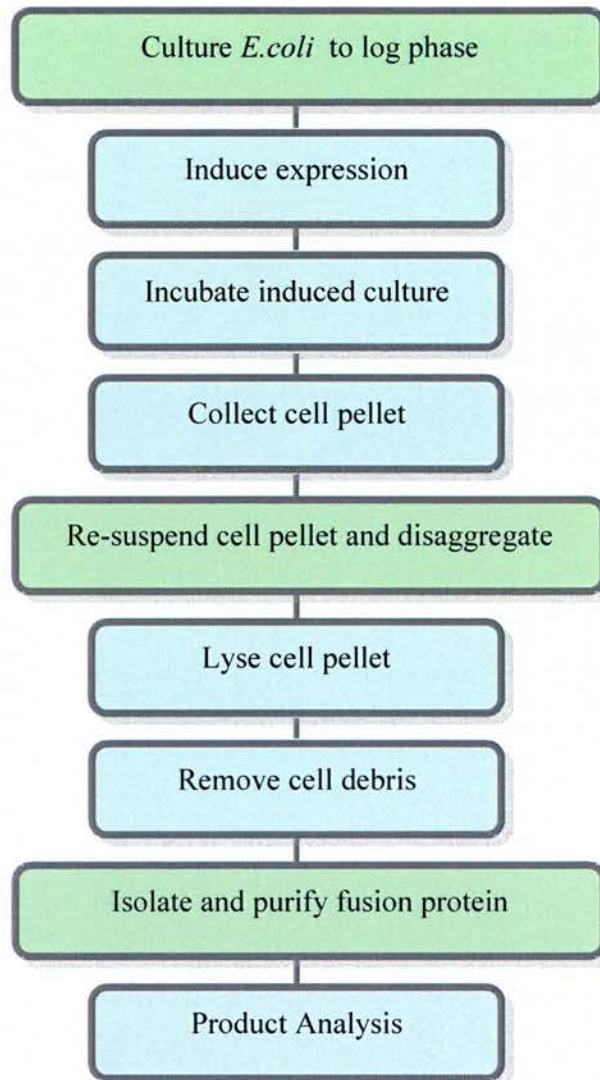 Culture E.coli to log phase
Induce expression
Incubate induced culture
Collect cell pellet
Re-suspend cell pellet and disaggregate
Lyse cell pellet
Remove cell debris
Isolate and purify fusion protein
Product Analysis